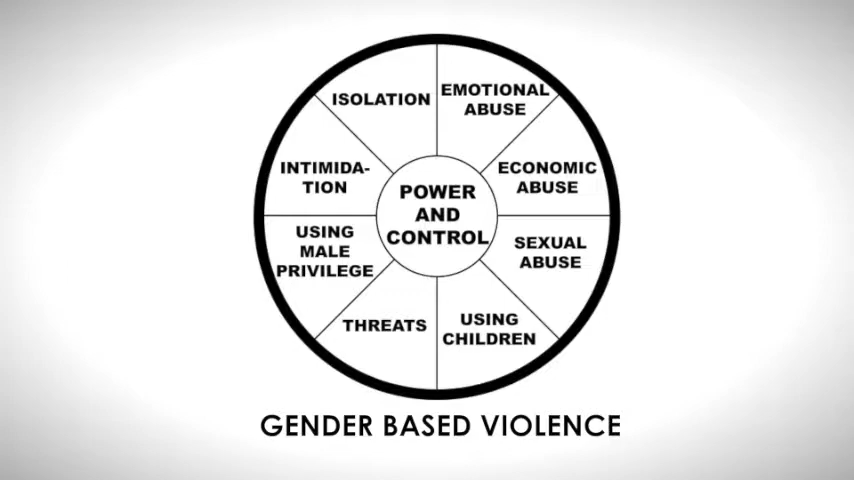 ISOLATION
EMOTIONAL
ABUSE
ECONOMIC
ABUSE
SEXUAL
ABUSE
USING
CHILDREN
THREATS
USING
MALE
PRIVILEGE
INTIMIDA-
TION
POWER
AND
CONTROL
GENDER BASED VIOLENCE